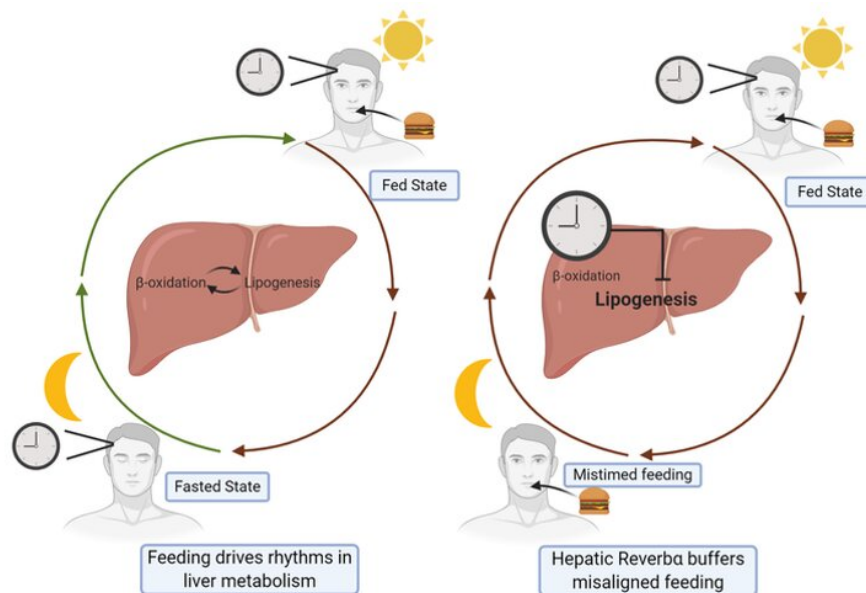 Fed State
β-oxidation
Lipogenesis
Fasted State
Feeding drives rhythms in
liver metabolism
Fed State
β-oxidation
Lipogenesis
Mistimed feeding
Hepatic Reverbα buffers
misaligned feeding